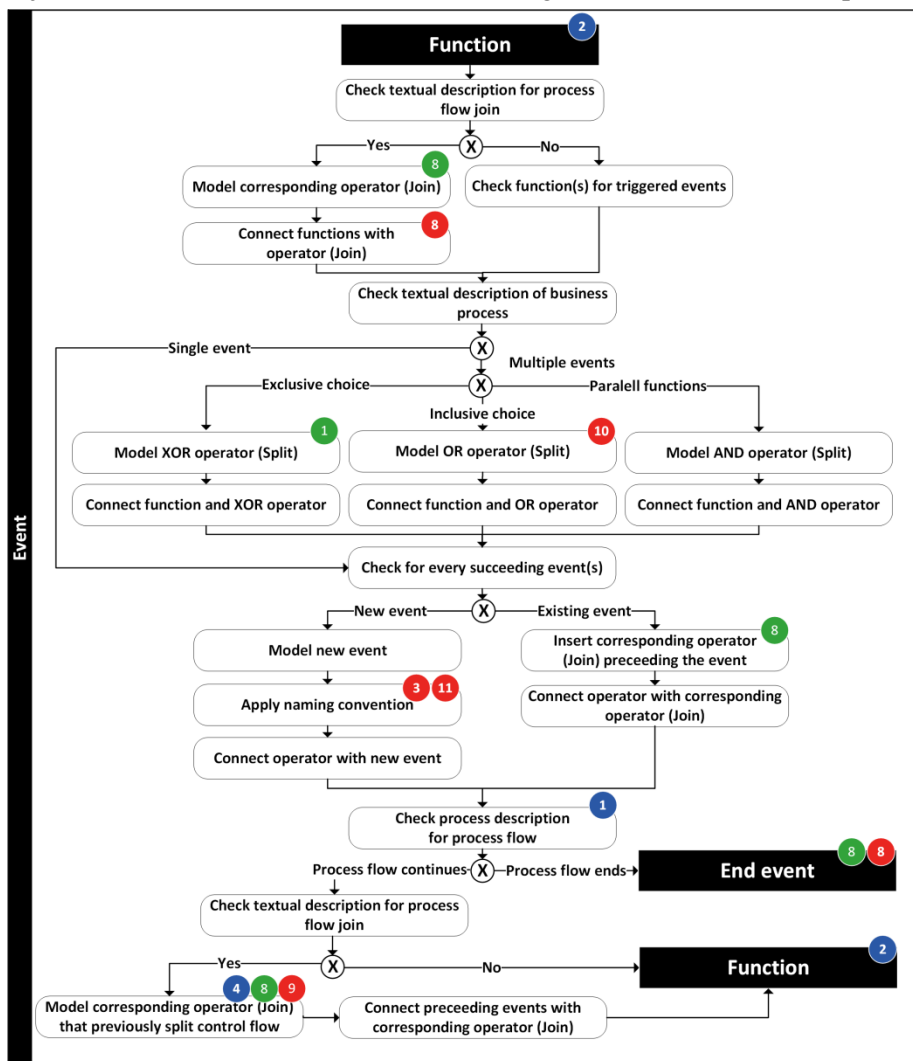 2
Function
Check textual description for process
flow join
X
Yes
No
8
Model corresponding operator (Join)
Check function(s) for triggered events
8
Connect functions with
operator (Join)
Check textual description of business
process
Single event
X
Multiple events
Exclusive choice
X
Paralell functions
Inclusive choice
1
Model XOR operator (Split)
10
Model OR operator (Split)
Model AND operator (Split)
Connect function and XOR operator
Connect function and OR operator
Connect function and AND operator
Event
Check for every succeeding event(s)
New event
X
Existing event
Model new event
8
Insert corresponding operator
(Join) preceeding the event
3 11
Apply naming convention
Connect operator with corresponding
operator (Join)
Connect operator with new event
1
Check process description
for process flow
Process flow continues
X
Process flow ends
8 8
End event
Check textual description for process
flow join
Yes
X
No
2
Function
4 8 9
Model corresponding operator (Join)
that previously split control flow
Connect preceeding events with
corresponding operator (Join)